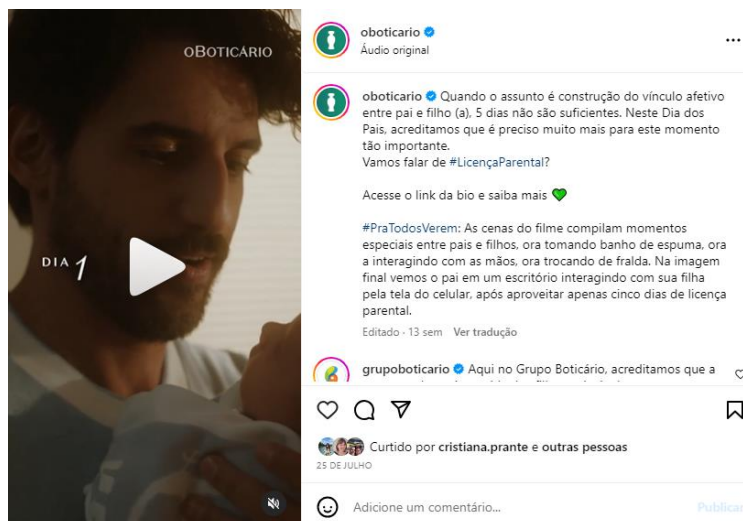 oBOTICÁRIO
DIA 1
oboticario
Áudio original
oboticario Quando o assunto é construção do vínculo afetivo
entre pai e filho (a), 5 dias não são suficientes. Neste Dia dos
Pais, acreditamos que é preciso muito mais para este momento
tão importante.
Vamos falar de #LicençaParental?
Acesse o link da bio e saiba mais 💚
#PraTodosVerem: As cenas do filme compilam momentos
especiais entre pais e filhos, ora tomando banho de espuma, ora
a interagindo com as mãos, ora trocando de fralda. Na imagem
final vemos o pai em um escritório interagindo com sua filha
pela tela do celular, após aproveitar apenas cinco dias de licença
parental.
Editado · 13 sem Ver tradução
grupoboticario Aqui no Grupo Boticário, acreditamos que a
Curtido por cristiana.prante e outras pessoas
25 DE JULHO
Adicione um comentário...
Publicar